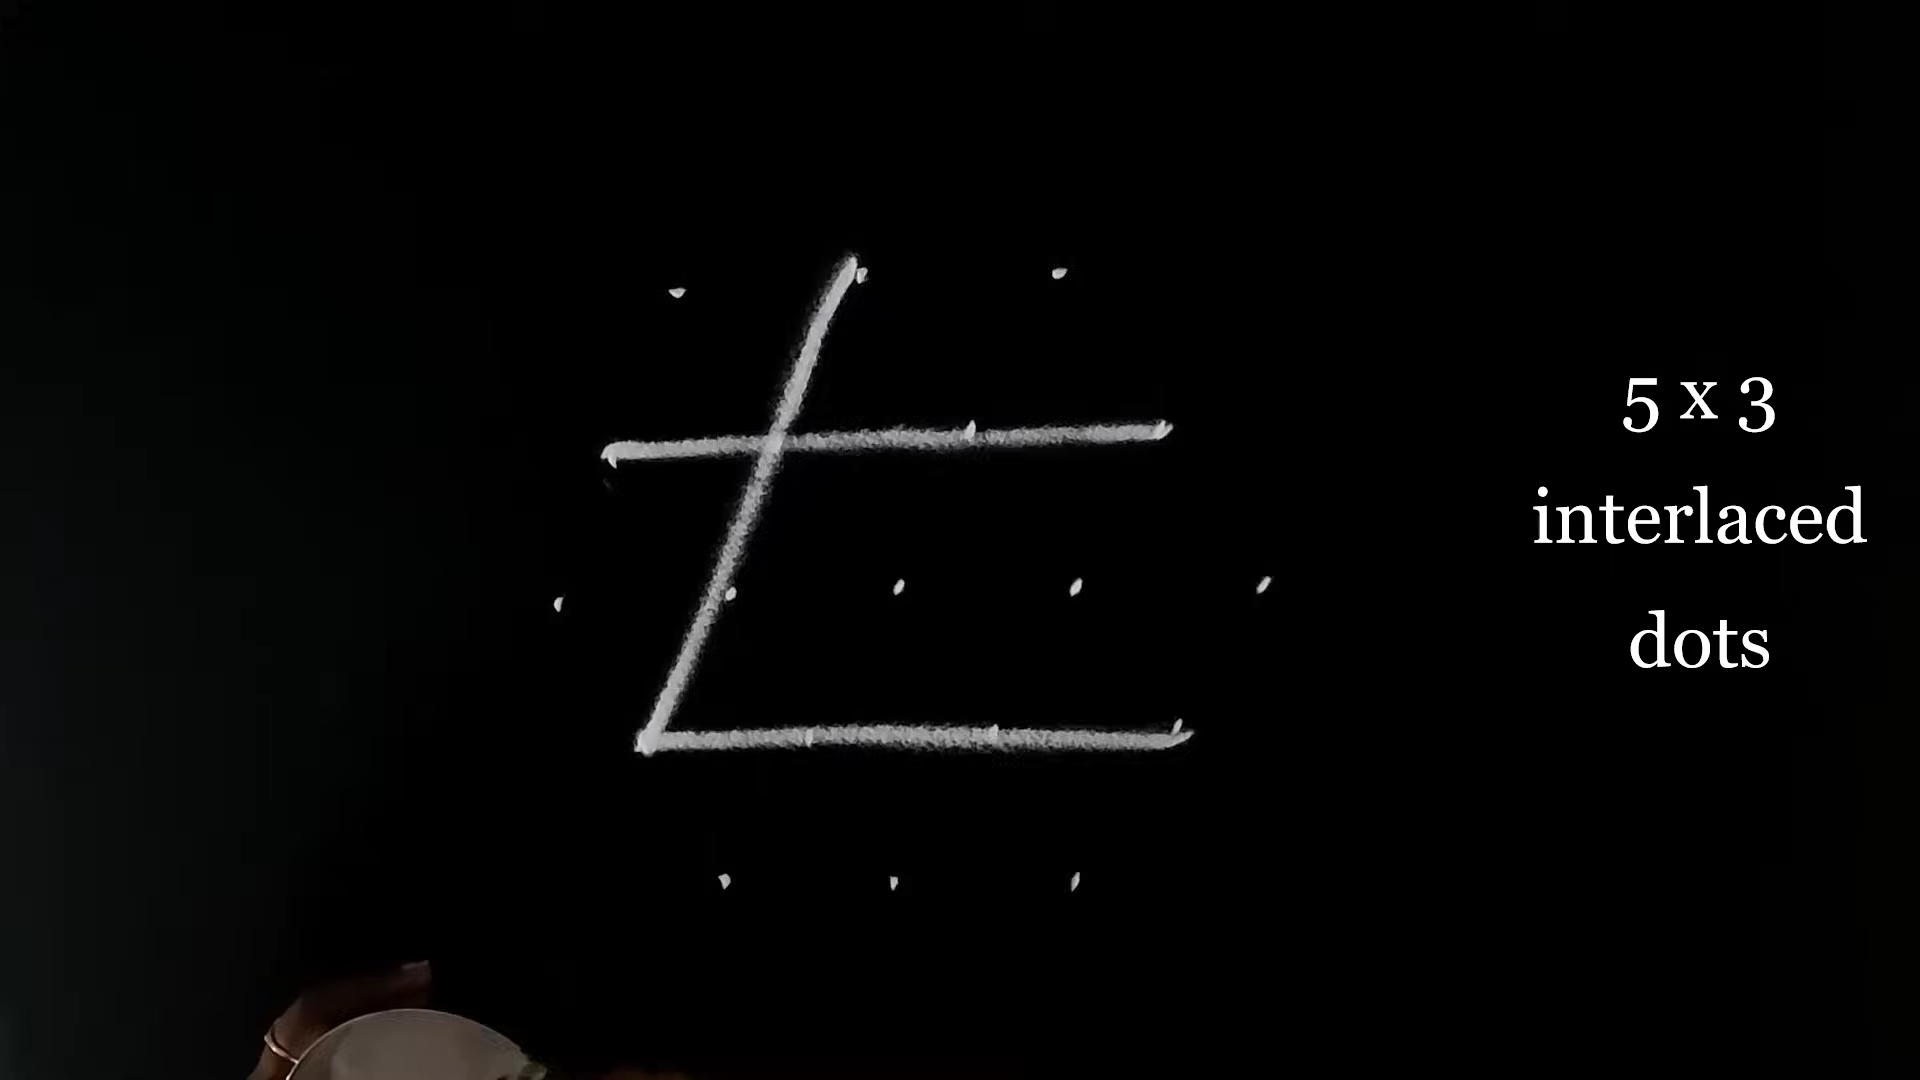 5 x 3
interlaced
dots